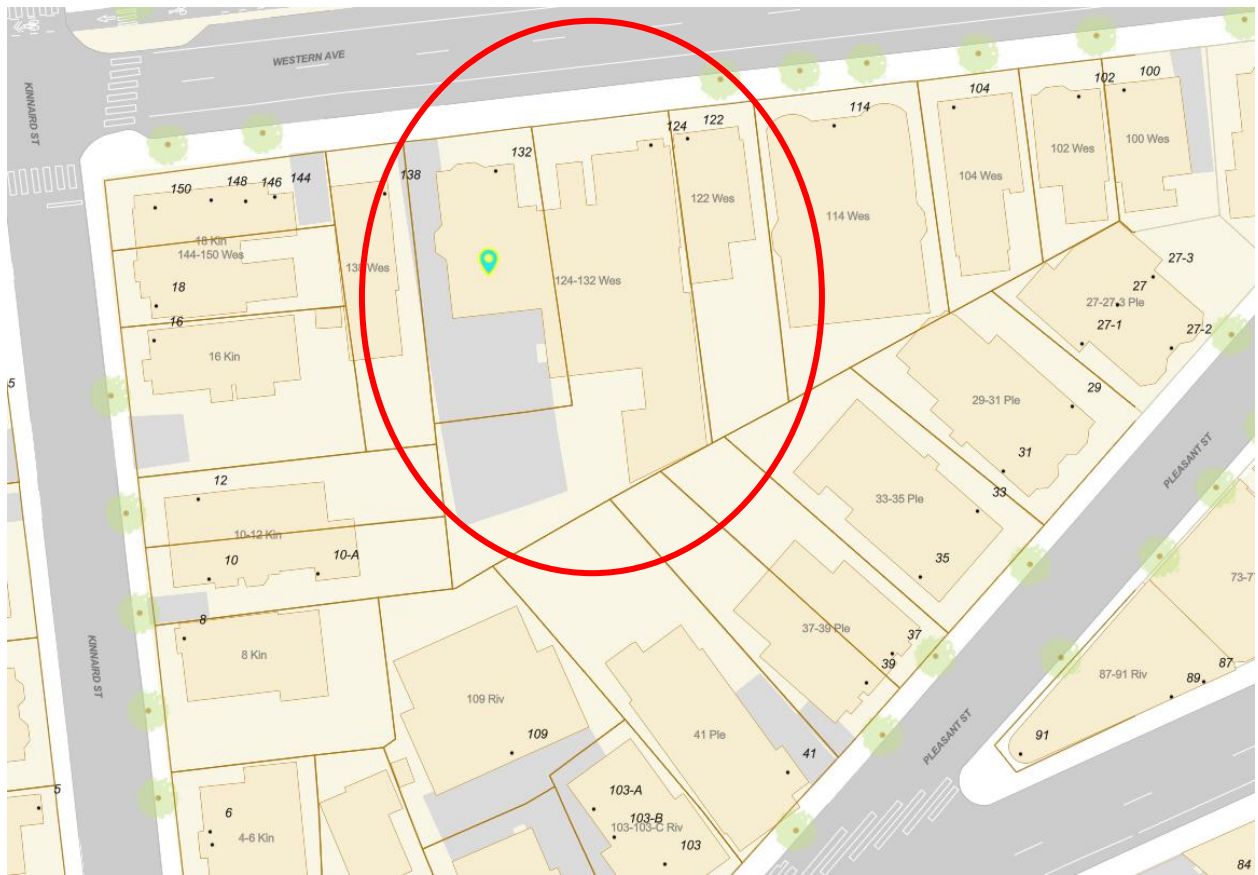 WESTERN AVE
KINNAIRD ST
150
148
146
144
138
132
124
122
114
104
102
100
18 Kin
144-150 Wes
138 Wes
124-132 Wes
122 Wes
114 Wes
104 Wes
102 Wes
100 Wes
18
16
16 Kin
27-3
27
27-27-3 Ple
27-1
27-2
5
29-31 Ple
29
31
PLEASANT ST
12
10-12 Kin
10
10-A
33-35 Ple
33
35
73-7
8
8 Kin
KINNAIRD ST
109 Riv
109
37-39 Ple
37
39
87-91 Riv
87
89
91
41 Ple
41
PLEASANT ST
5
6
4-6 Kin
103-A
103-B
103-103-C Riv
103
84